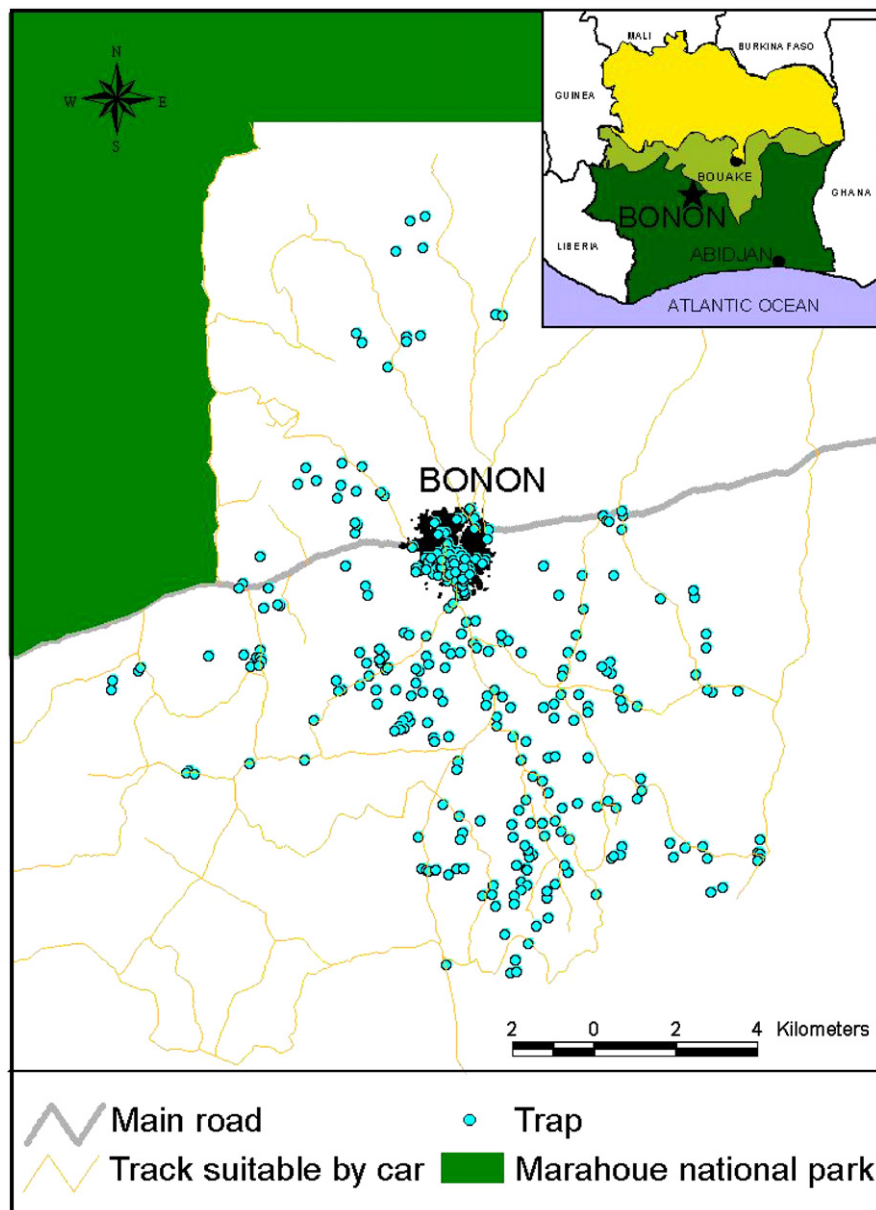 N
W E
S
MALI
BURKINA FASO
GUINEA
BOUAKE
GHANA
BONON
LIBERIA
ABIDJAN
ATLANTIC OCEAN
BONON
2 0 2 4 Kilometers
Main road
Trap
Track suitable by car
Marahoue national park